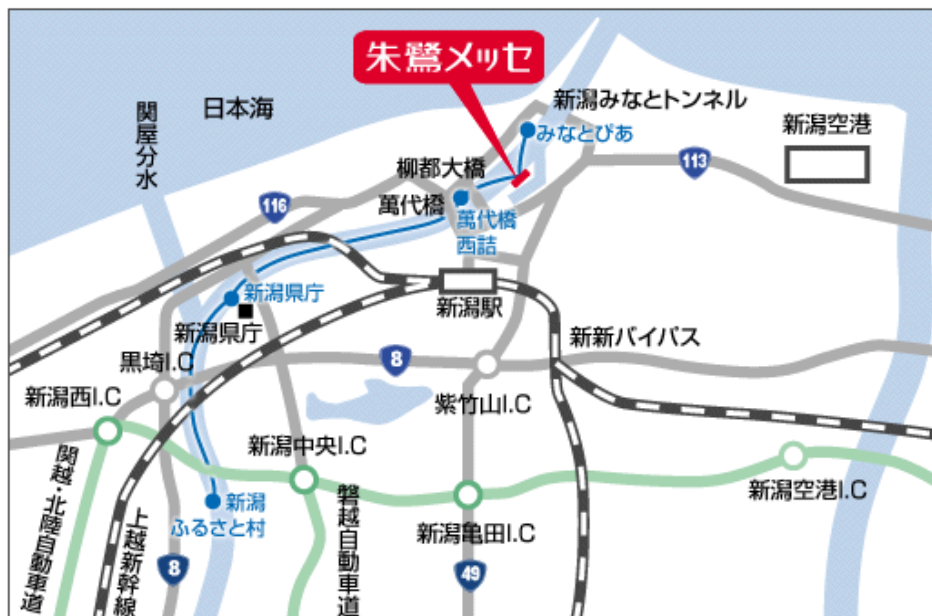 朱鷺メッセ
日本海
関屋分水
新潟みなとトンネル
みなとぴあ
新潟空港
柳都大橋
113
116
萬代橋
萬代橋
西詰
新潟県庁
新潟県庁
新潟駅
新新バイパス
黒埼I.C
8
紫竹山I.C
新潟西I.C
新潟中央I.C
新潟空港I.C
関越・北陸自動車道
上越新幹線
新潟
ふるさと村
磐越自動車道
新潟亀田I.C
8
49